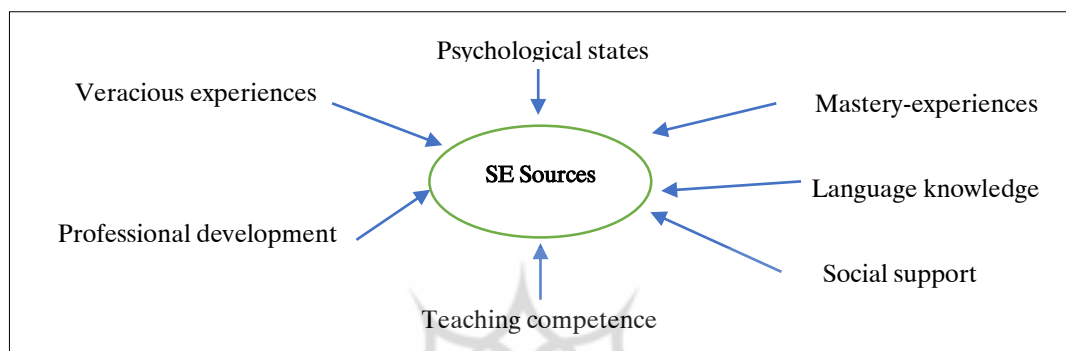 Psychological states
Veracious experiences
Mastery-experiences
SE Sources
Language knowledge
Professional development
Social support
Teaching competence